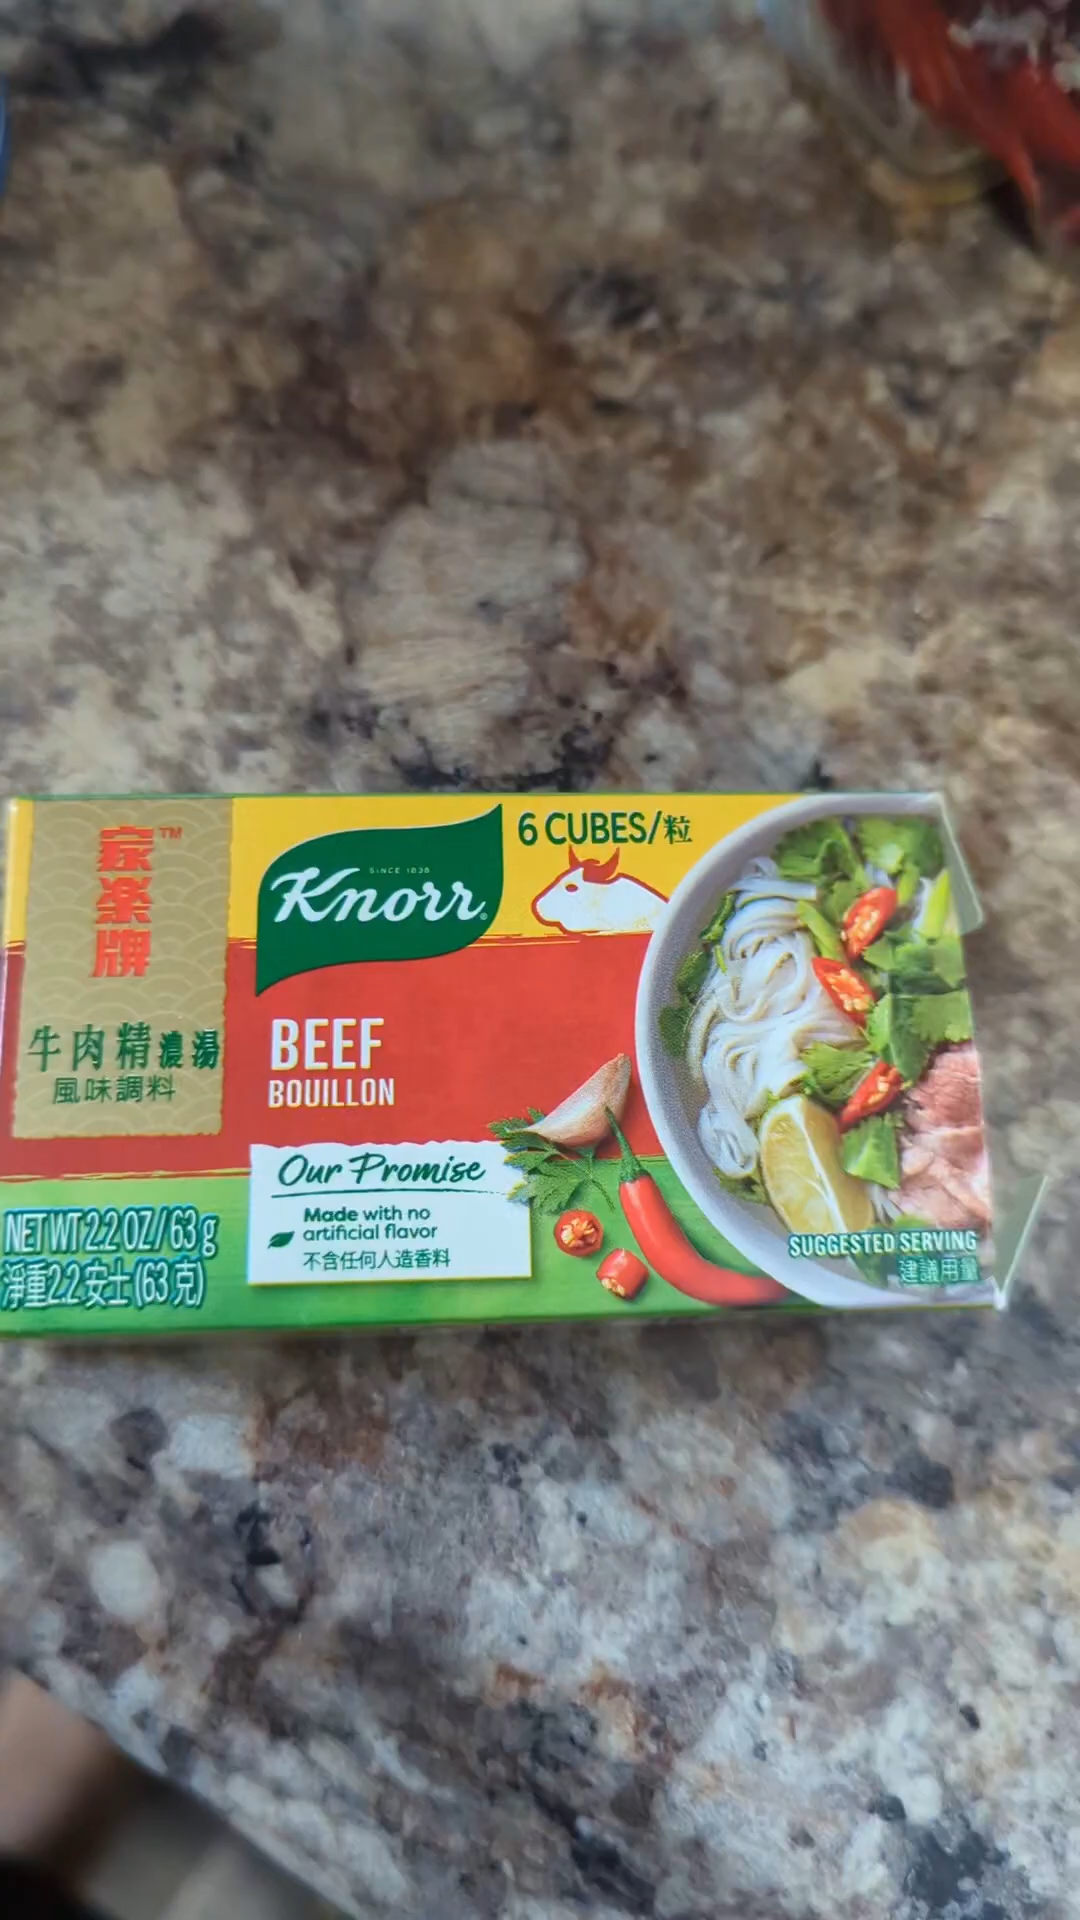 家樂牌™
牛肉精濃湯
風味調料
NET WT 2.2 OZ/63 g
淨重2.2安士(63克)
SINCE 1838
Knorr®
6 CUBES/粒
BEEF
BOUILLON
Our Promise
Made with no
artificial flavor
不含任何人造香料
SUGGESTED SERVING
建議用量